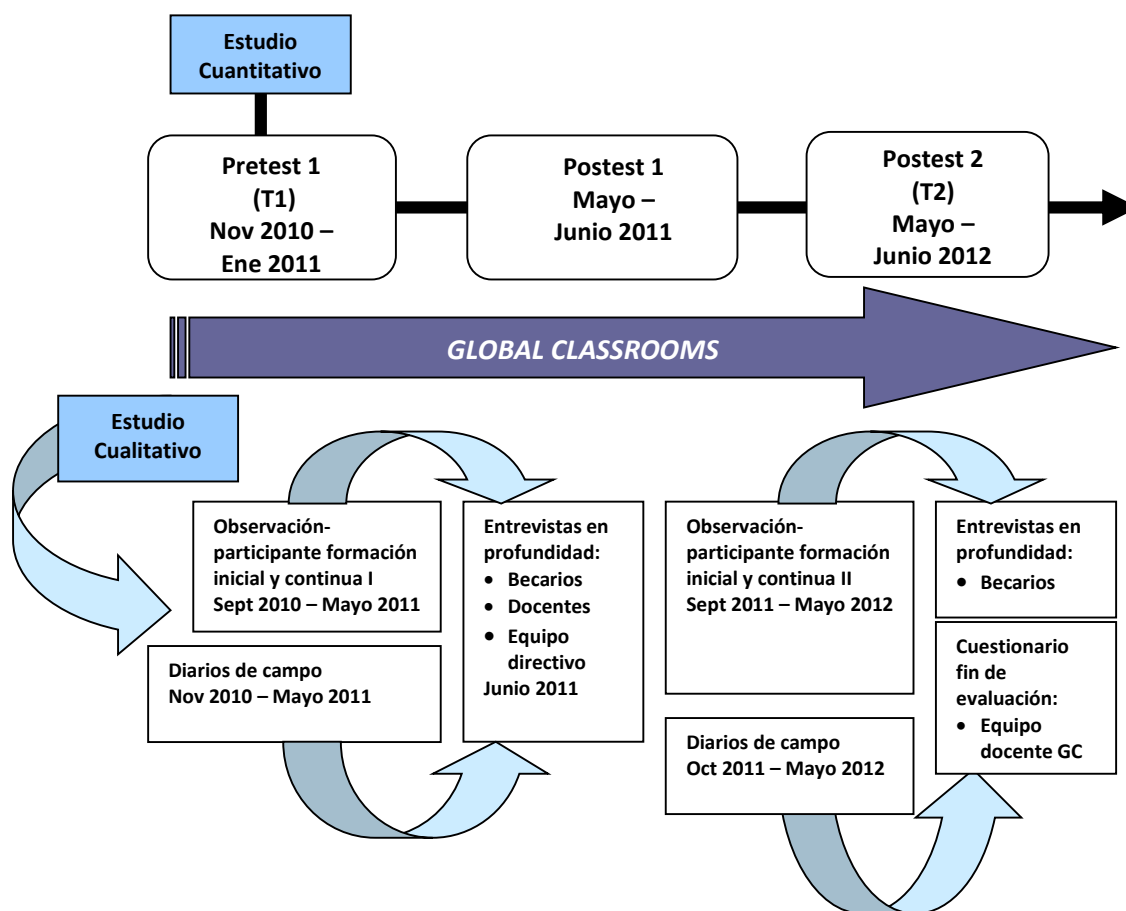 Estudio
Cuantitativo
Pretest 1
(T1)
Nov 2010 –
Ene 2011
Postest 1
Mayo –
Junio 2011
Postest 2
(T2)
Mayo –
Junio 2012
GLOBAL CLASSROOMS
Estudio
Cualitativo
Observación-
participante formación
inicial y continua I
Sept 2010 – Mayo 2011
Diarios de campo
Nov 2010 – Mayo 2011
Entrevistas en
profundidad:
• Becarios
• Docentes
• Equipo
directivo
Junio 2011
Observación-
participante formación
inicial y continua II
Sept 2011 – Mayo 2012
Diarios de campo
Oct 2011 – Mayo 2012
Entrevistas en
profundidad:
• Becarios
Cuestionario
fin de
evaluación:
• Equipo
docente GC